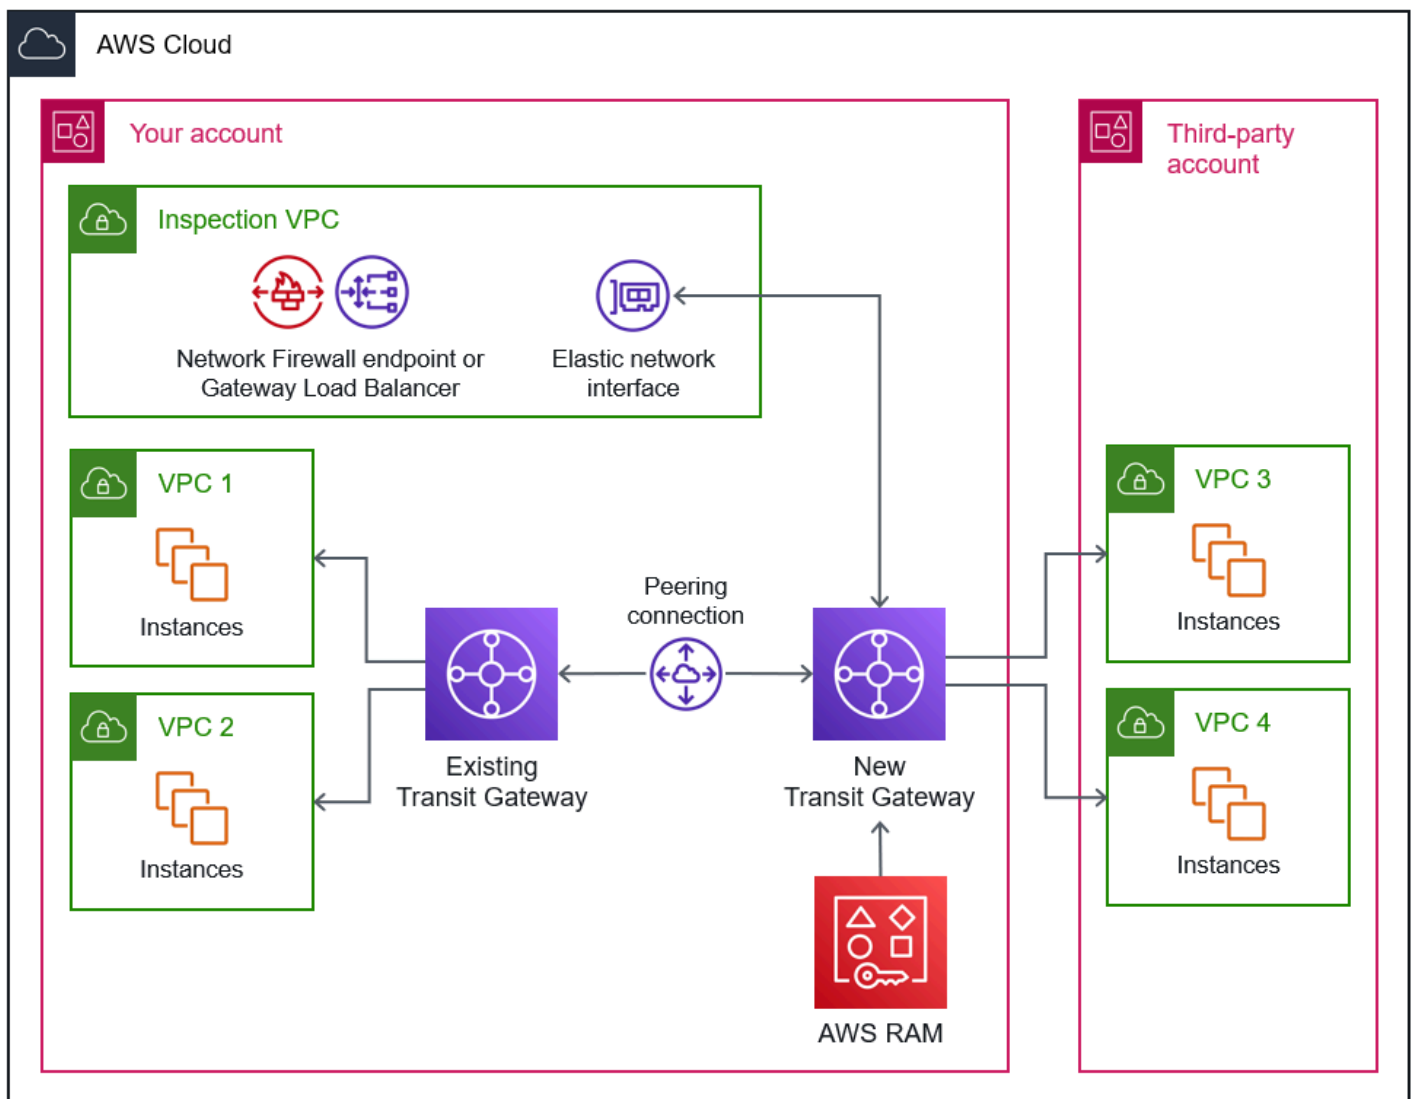 AWS Cloud
Your account
Third-party
account
Inspection VPC
Network Firewall endpoint or
Gateway Load Balancer
Elastic network
interface
VPC 1
Instances
VPC 2
Instances
Peering
connection
Existing
Transit Gateway
New
Transit Gateway
AWS RAM
VPC 3
Instances
VPC 4
Instances